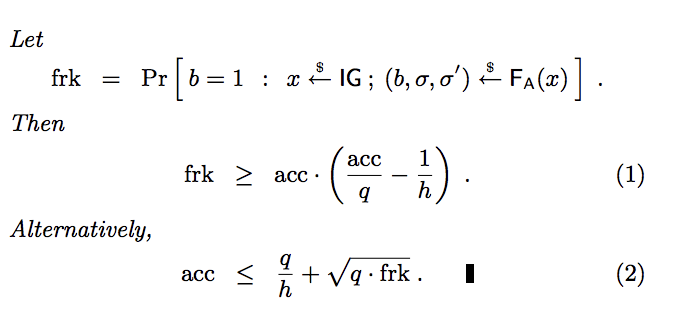 Let
frk = Pr [ b = 1 : x ←$ IG ; (b, σ, σ′) ←$ F_A(x) ] .
Then
frk ≥ acc · ( acc/q − 1/h ) . (1)
Alternatively,
acc ≤ q/h + √(q · frk) . ▮ (2)